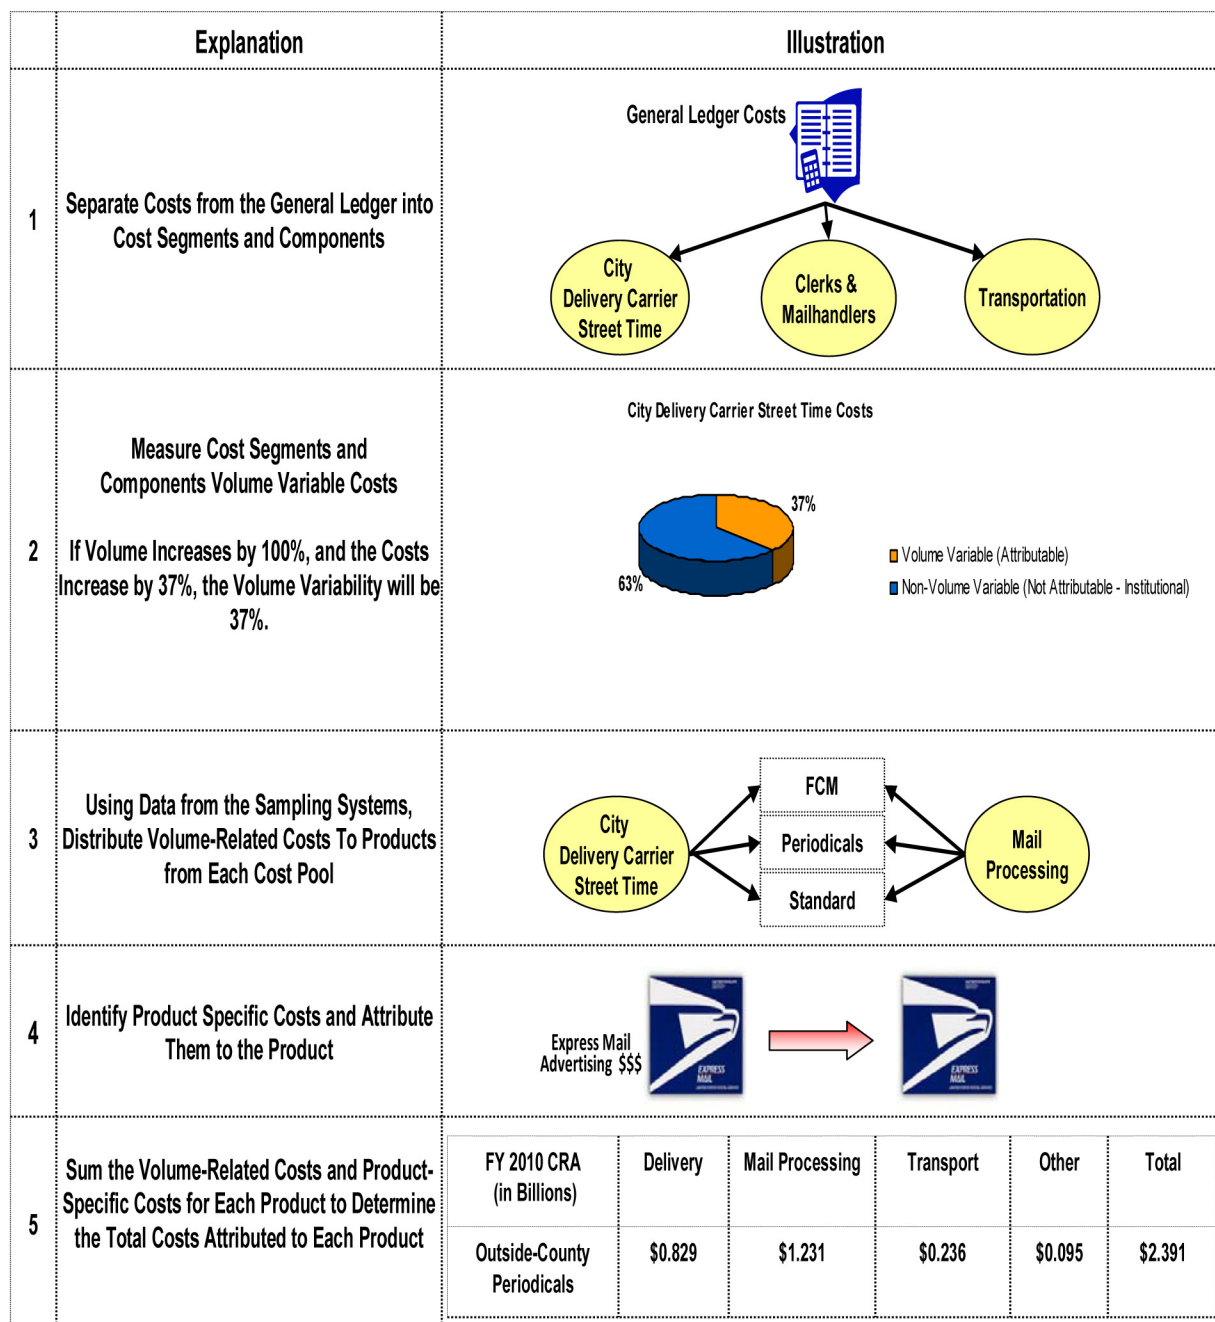 Explanation
Illustration
1
Separate Costs from the General Ledger into
Cost Segments and Components
General Ledger Costs
City
Delivery Carrier
Street Time
Clerks &
Mailhandlers
Transportation
2
Measure Cost Segments and
Components Volume Variable Costs
If Volume Increases by 100%, and the Costs
Increase by 37%, the Volume Variability will be
37%.
City Delivery Carrier Street Time Costs
37%
63%
Volume Variable (Attributable)
Non-Volume Variable (Not Attributable - Institutional)
3
Using Data from the Sampling Systems,
Distribute Volume-Related Costs To Products
from Each Cost Pool
City
Delivery Carrier
Street Time
FCM
Periodicals
Standard
Mail
Processing
4
Identify Product Specific Costs and Attribute
Them to the Product
Express Mail
Advertising $$$
EXPRESS
MAIL
EXPRESS
MAIL
5
Sum the Volume-Related Costs and Product-
Specific Costs for Each Product to Determine
the Total Costs Attributed to Each Product
FY 2010 CRA
(in Billions)
Delivery
Mail Processing
Transport
Other
Total
Outside-County
Periodicals
$0.829
$1.231
$0.236
$0.095
$2.391